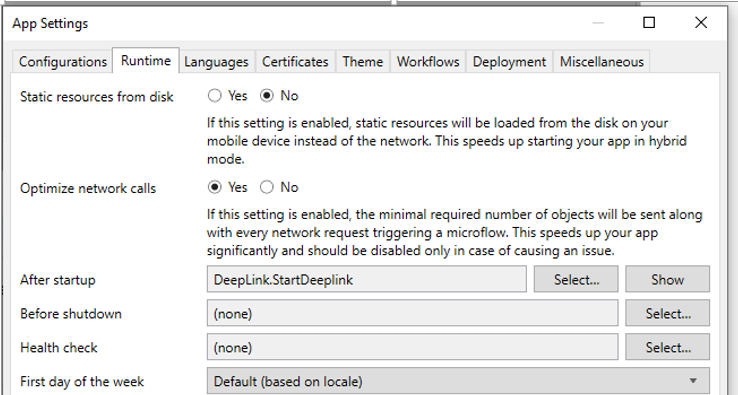 App Settings
Configurations Runtime Languages Certificates Theme Workflows Deployment Miscellaneous
Static resources from disk Yes No
If this setting is enabled, static resources will be loaded from the disk on your
mobile device instead of the network. This speeds up starting your app in hybrid
mode.
Optimize network calls Yes No
If this setting is enabled, the minimal required number of objects will be sent along
with every network request triggering a microflow. This speeds up your app
significantly and should be disabled only in case of causing an issue.
After startup DeepLink.StartDeeplink Select... Show
Before shutdown (none) Select...
Health check (none) Select...
First day of the week Default (based on locale)